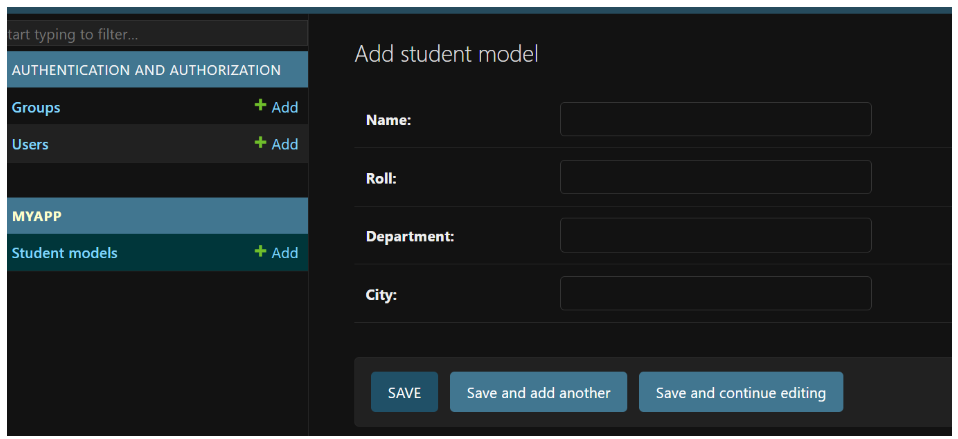 tart typing to filter...
AUTHENTICATION AND AUTHORIZATION
Groups + Add
Users + Add
MYAPP
Student models + Add
Add student model
Name:
Roll:
Department:
City:
SAVE Save and add another Save and continue editing